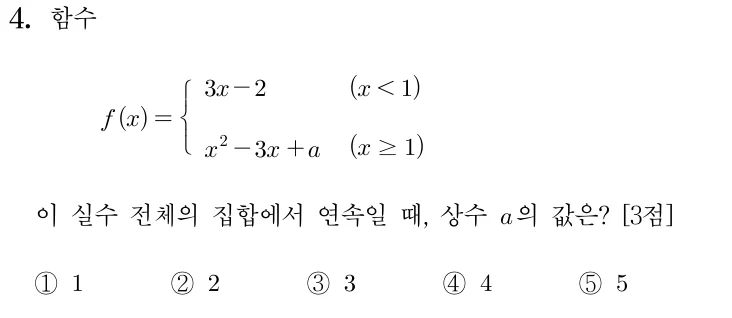 4. 함수
f(x) = { 3x-2 (x < 1)
x² - 3x + a (x ≥ 1)
이 실수 전체의 집합에서 연속일 때, 상수 a의 값은? [3점]
① 1 ② 2 ③ 3 ④ 4 ⑤ 5